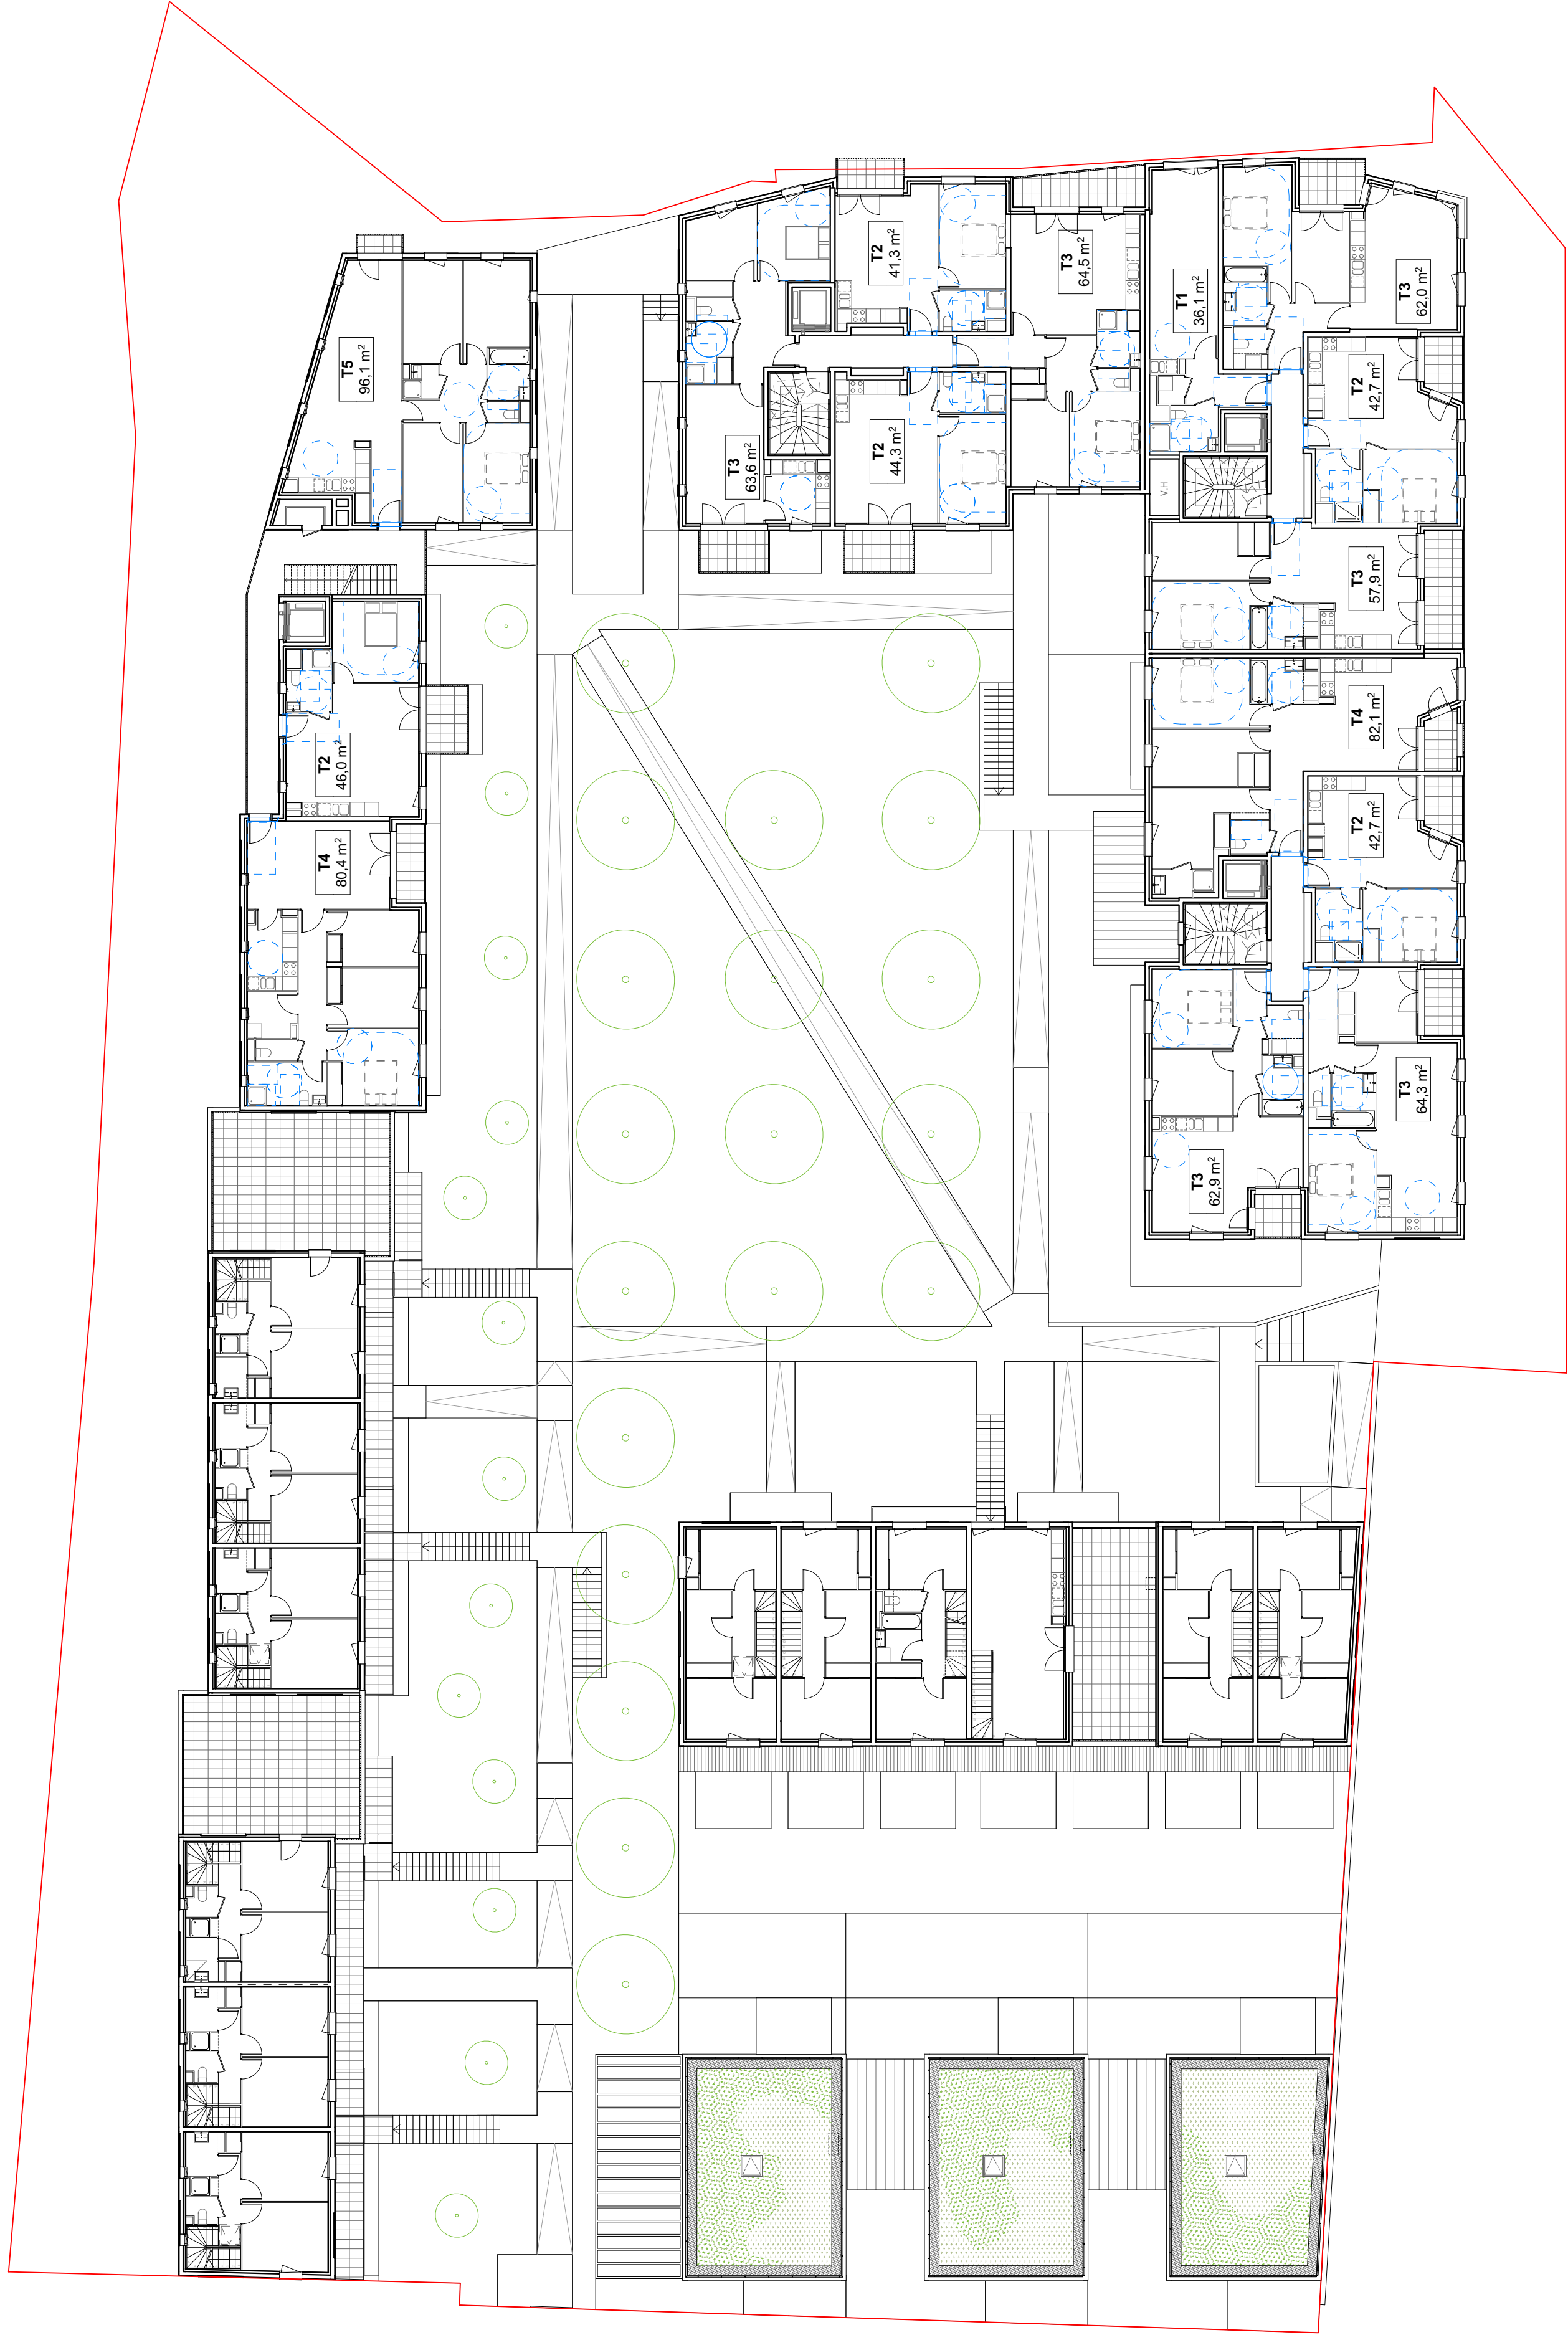 T5
96,1 m²
T2
46,0 m²
T4
80,4 m²
T3
63,6 m²
T2
41,3 m²
T2
44,3 m²
T3
64,5 m²
T1
36,1 m²
V.H
T3
62,0 m²
T2
42,7 m²
T3
57,9 m²
T4
82,1 m²
T2
42,7 m²
T3
62,9 m²
T3
64,3 m²